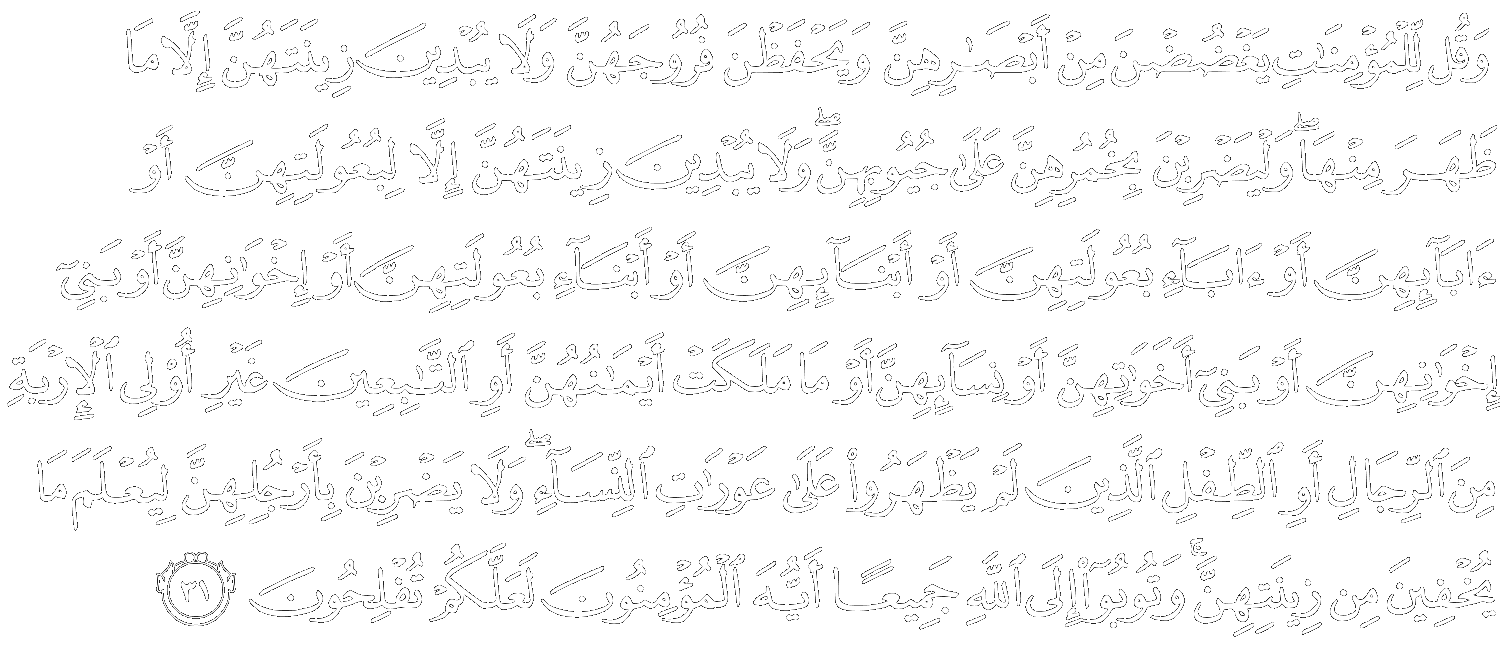 وَقُل لِّلْمُؤْمِنَٰتِ يَغْضُضْنَ مِنْ أَبْصَٰرِهِنَّ وَيَحْفَظْنَ فُرُوجَهُنَّ وَلَا يُبْدِينَ زِينَتَهُنَّ إِلَّا مَا
ظَهَرَ مِنْهَا ۖ وَلْيَضْرِبْنَ بِخُمُرِهِنَّ عَلَىٰ جُيُوبِهِنَّ ۖ وَلَا يُبْدِينَ زِينَتَهُنَّ إِلَّا لِبُعُولَتِهِنَّ أَوْ
ءَابَآئِهِنَّ أَوْ ءَابَآءِ بُعُولَتِهِنَّ أَوْ أَبْنَآئِهِنَّ أَوْ أَبْنَآءِ بُعُولَتِهِنَّ أَوْ إِخْوَٰنِهِنَّ أَوْ بَنِىٓ
إِخْوَٰنِهِنَّ أَوْ بَنِىٓ أَخَوَٰتِهِنَّ أَوْ نِسَآئِهِنَّ أَوْ مَا مَلَكَتْ أَيْمَٰنُهُنَّ أَوِ ٱلتَّٰبِعِينَ غَيْرِ أُو۟لِى ٱلْإِرْبَةِ
مِنَ ٱلرِّجَالِ أَوِ ٱلطِّفْلِ ٱلَّذِينَ لَمْ يَظْهَرُوا۟ عَلَىٰ عَوْرَٰتِ ٱلنِّسَآءِ ۖ وَلَا يَضْرِبْنَ بِأَرْجُلِهِنَّ لِيُعْلَمَ مَا
يُخْفِينَ مِن زِينَتِهِنَّ ۚ وَتُوبُوٓا۟ إِلَى ٱللَّهِ جَمِيعًا أَيُّهَ ٱلْمُؤْمِنُونَ لَعَلَّكُمْ تُفْلِحُونَ ٣١